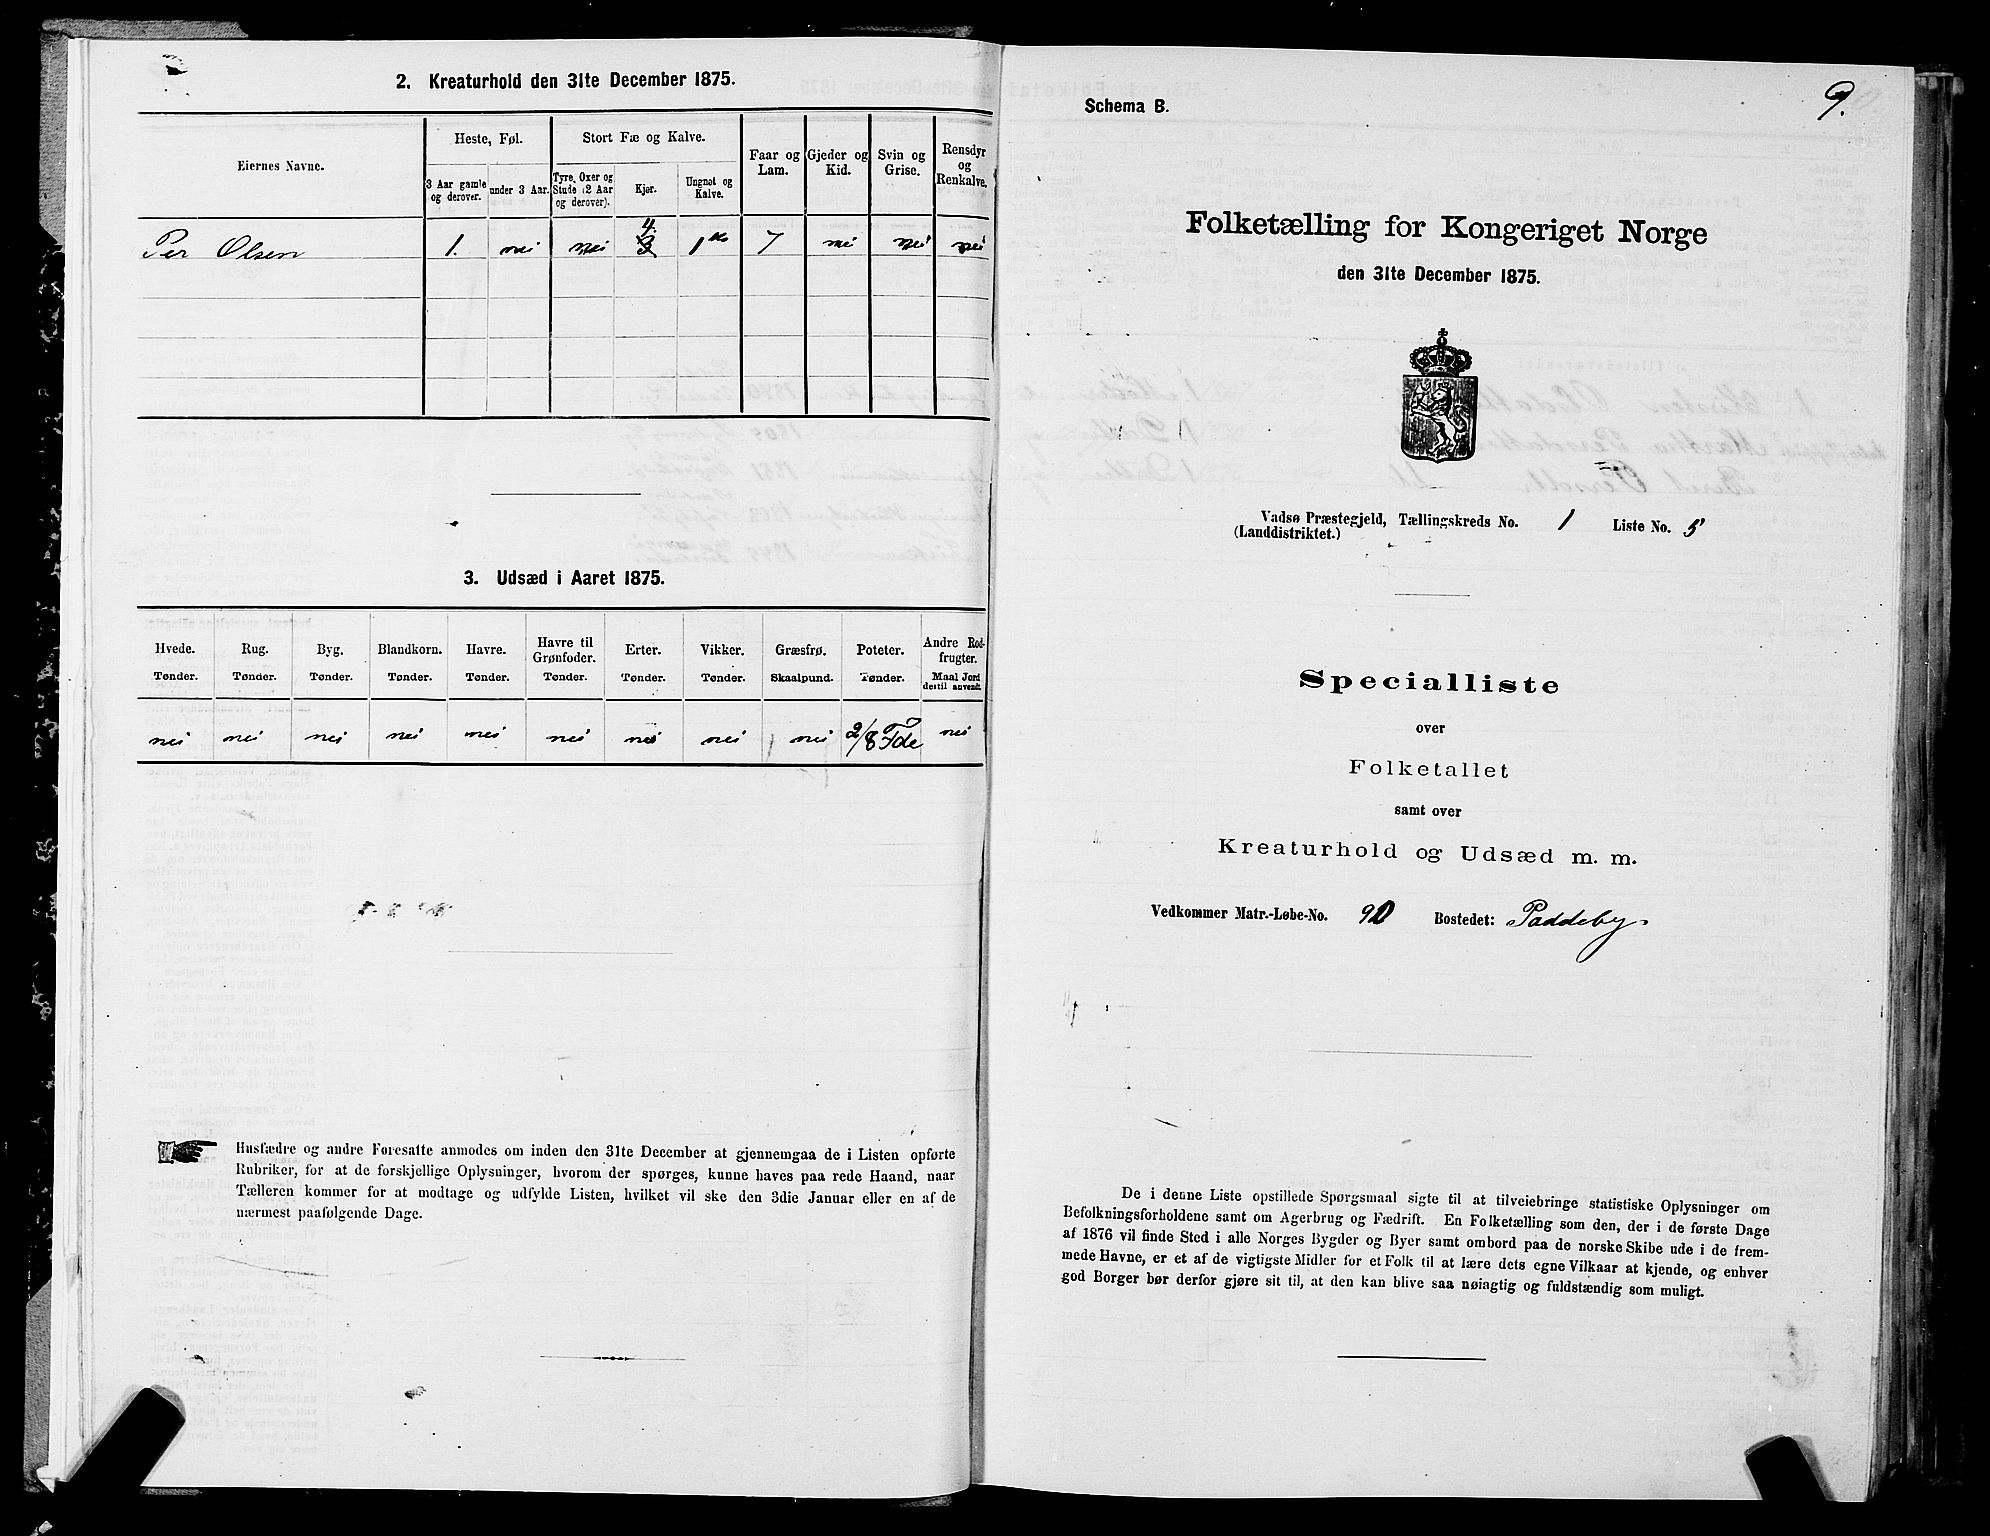 2. Kreaturhold den 31te December 1875.
Eiernes Navne.
Heste, Føl.
3 Aar gamle og derover.
under 3 Aar.
Stort Fæ og Kalve.
Tyre, Oxer og Stude (2 Aar og derover).
Kjør.
Ungnøt og Kalve.
Faar og Lam.
Gjeder og Kid.
Svin og Grise.
Rensdyr og Renkalve.
4.
Per Olsen 1. nei nei 3 1 7 nei nei nei
3. Udsæd i Aaret 1875.
Hvede. Rug. Byg. Blandkorn. Havre. Havre til Grønfoder. Erter. Vikker. Græsfrø. Poteter. Andre Rodfrugter.
Tønder. Tønder. Tønder. Tønder. Tønder. Tønder. Tønder. Tønder. Skaalpund. Tønder. Maal Jord dertil anvendt.
nei nei nei nei nei nei nei nei nei 2/8 Tde nei
Husfædre og andre Foresatte anmodes om inden den 31te December at gjennemgaa de i Listen opførte
Rubriker, for at de forskjellige Oplysninger, hvorom der spørges, kunne haves paa rede Haand, naar
Tælleren kommer for at modtage og udfylde Listen, hvilket vil ske den 3die Januar eller en af de
nærmest paafølgende Dage.
9.
Schema B.
Folketælling for Kongeriget Norge
den 31te December 1875.
Vadsø Præstegjeld, Tællingskreds No. 1 Liste No. 5
(Landdistriktet.)
Specialliste
over
Folketallet
samt over
Kreaturhold og Udsæd m. m.
Vedkommer Matr.-Løbe-No. 90 Bostedet: Paddeby.
De i denne Liste opstillede Spørgsmaal sigte til at tilveiebringe statistiske Oplysninger om
Befolkningsforholdene samt om Agerbrug og Fædrift. En Folketælling som den, der i de første Dage
af 1876 vil finde Sted i alle Norges Bygder og Byer samt ombord paa de norske Skibe ude i de frem-
mede Havne, er et af de vigtigste Midler for et Folk til at lære dets egne Vilkaar at kjende, og enhver
god Borger bør derfor gjøre sit til, at den kan blive saa nøiagtig og fuldstændig som muligt.